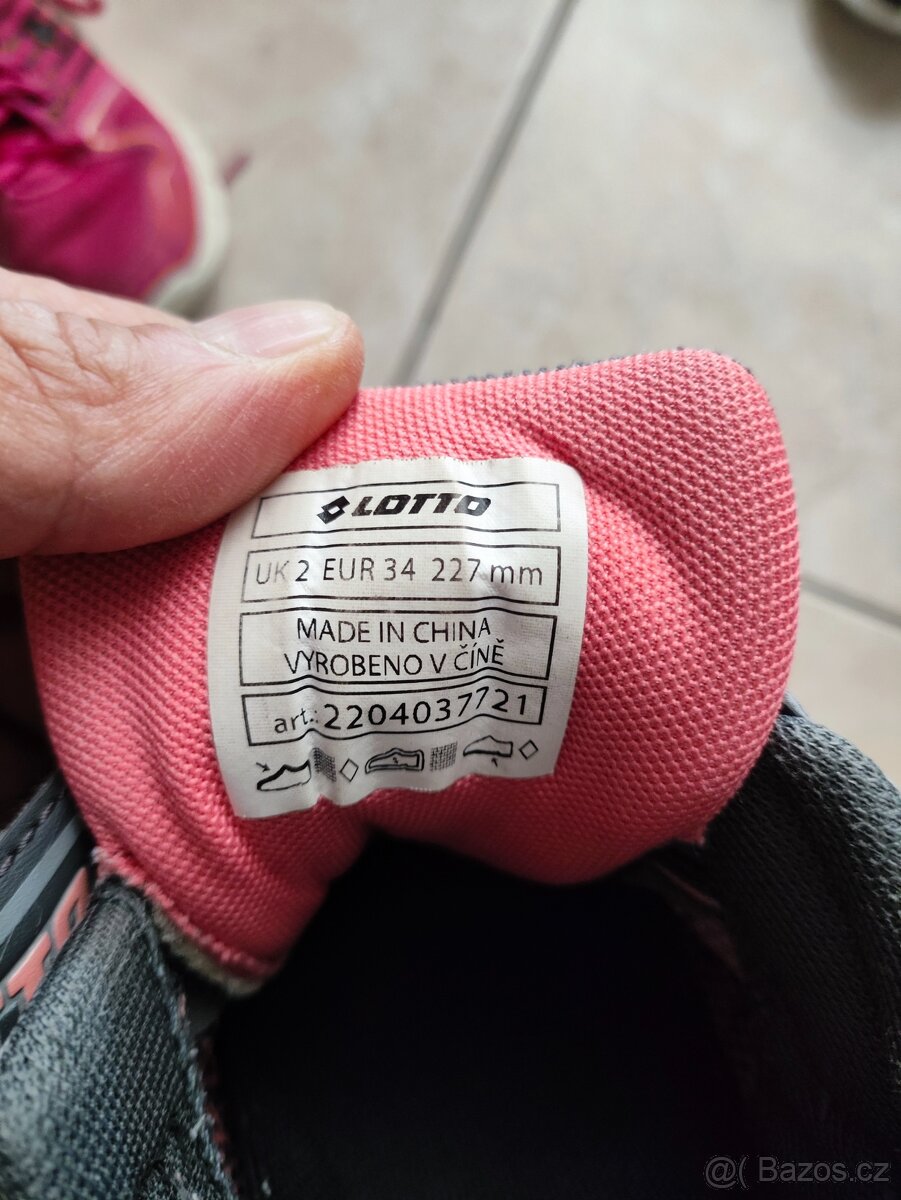 LOTTO
UK 2 EUR 34 227 mm
MADE IN CHINA
VYROBENO V ČÍNĚ
art.: 2204037721
@( Bazos.cz